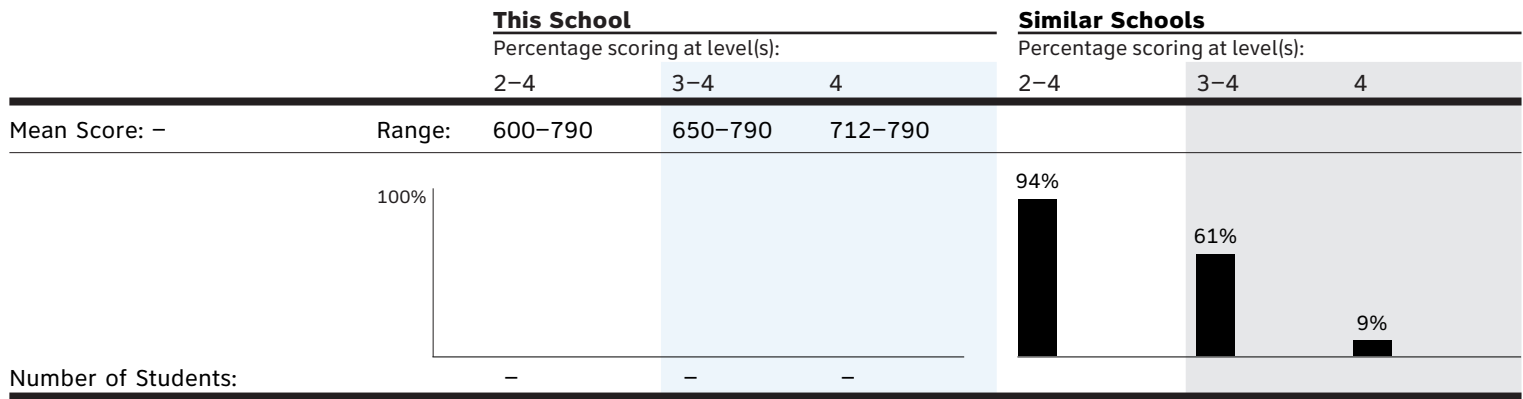 This School Similar Schools
Percentage scoring at level(s): Percentage scoring at level(s):
2–4 3–4 4 2–4 3–4 4
Mean Score: – Range: 600–790 650–790 712–790
94%
100%
61%
9%
Number of Students: – – –